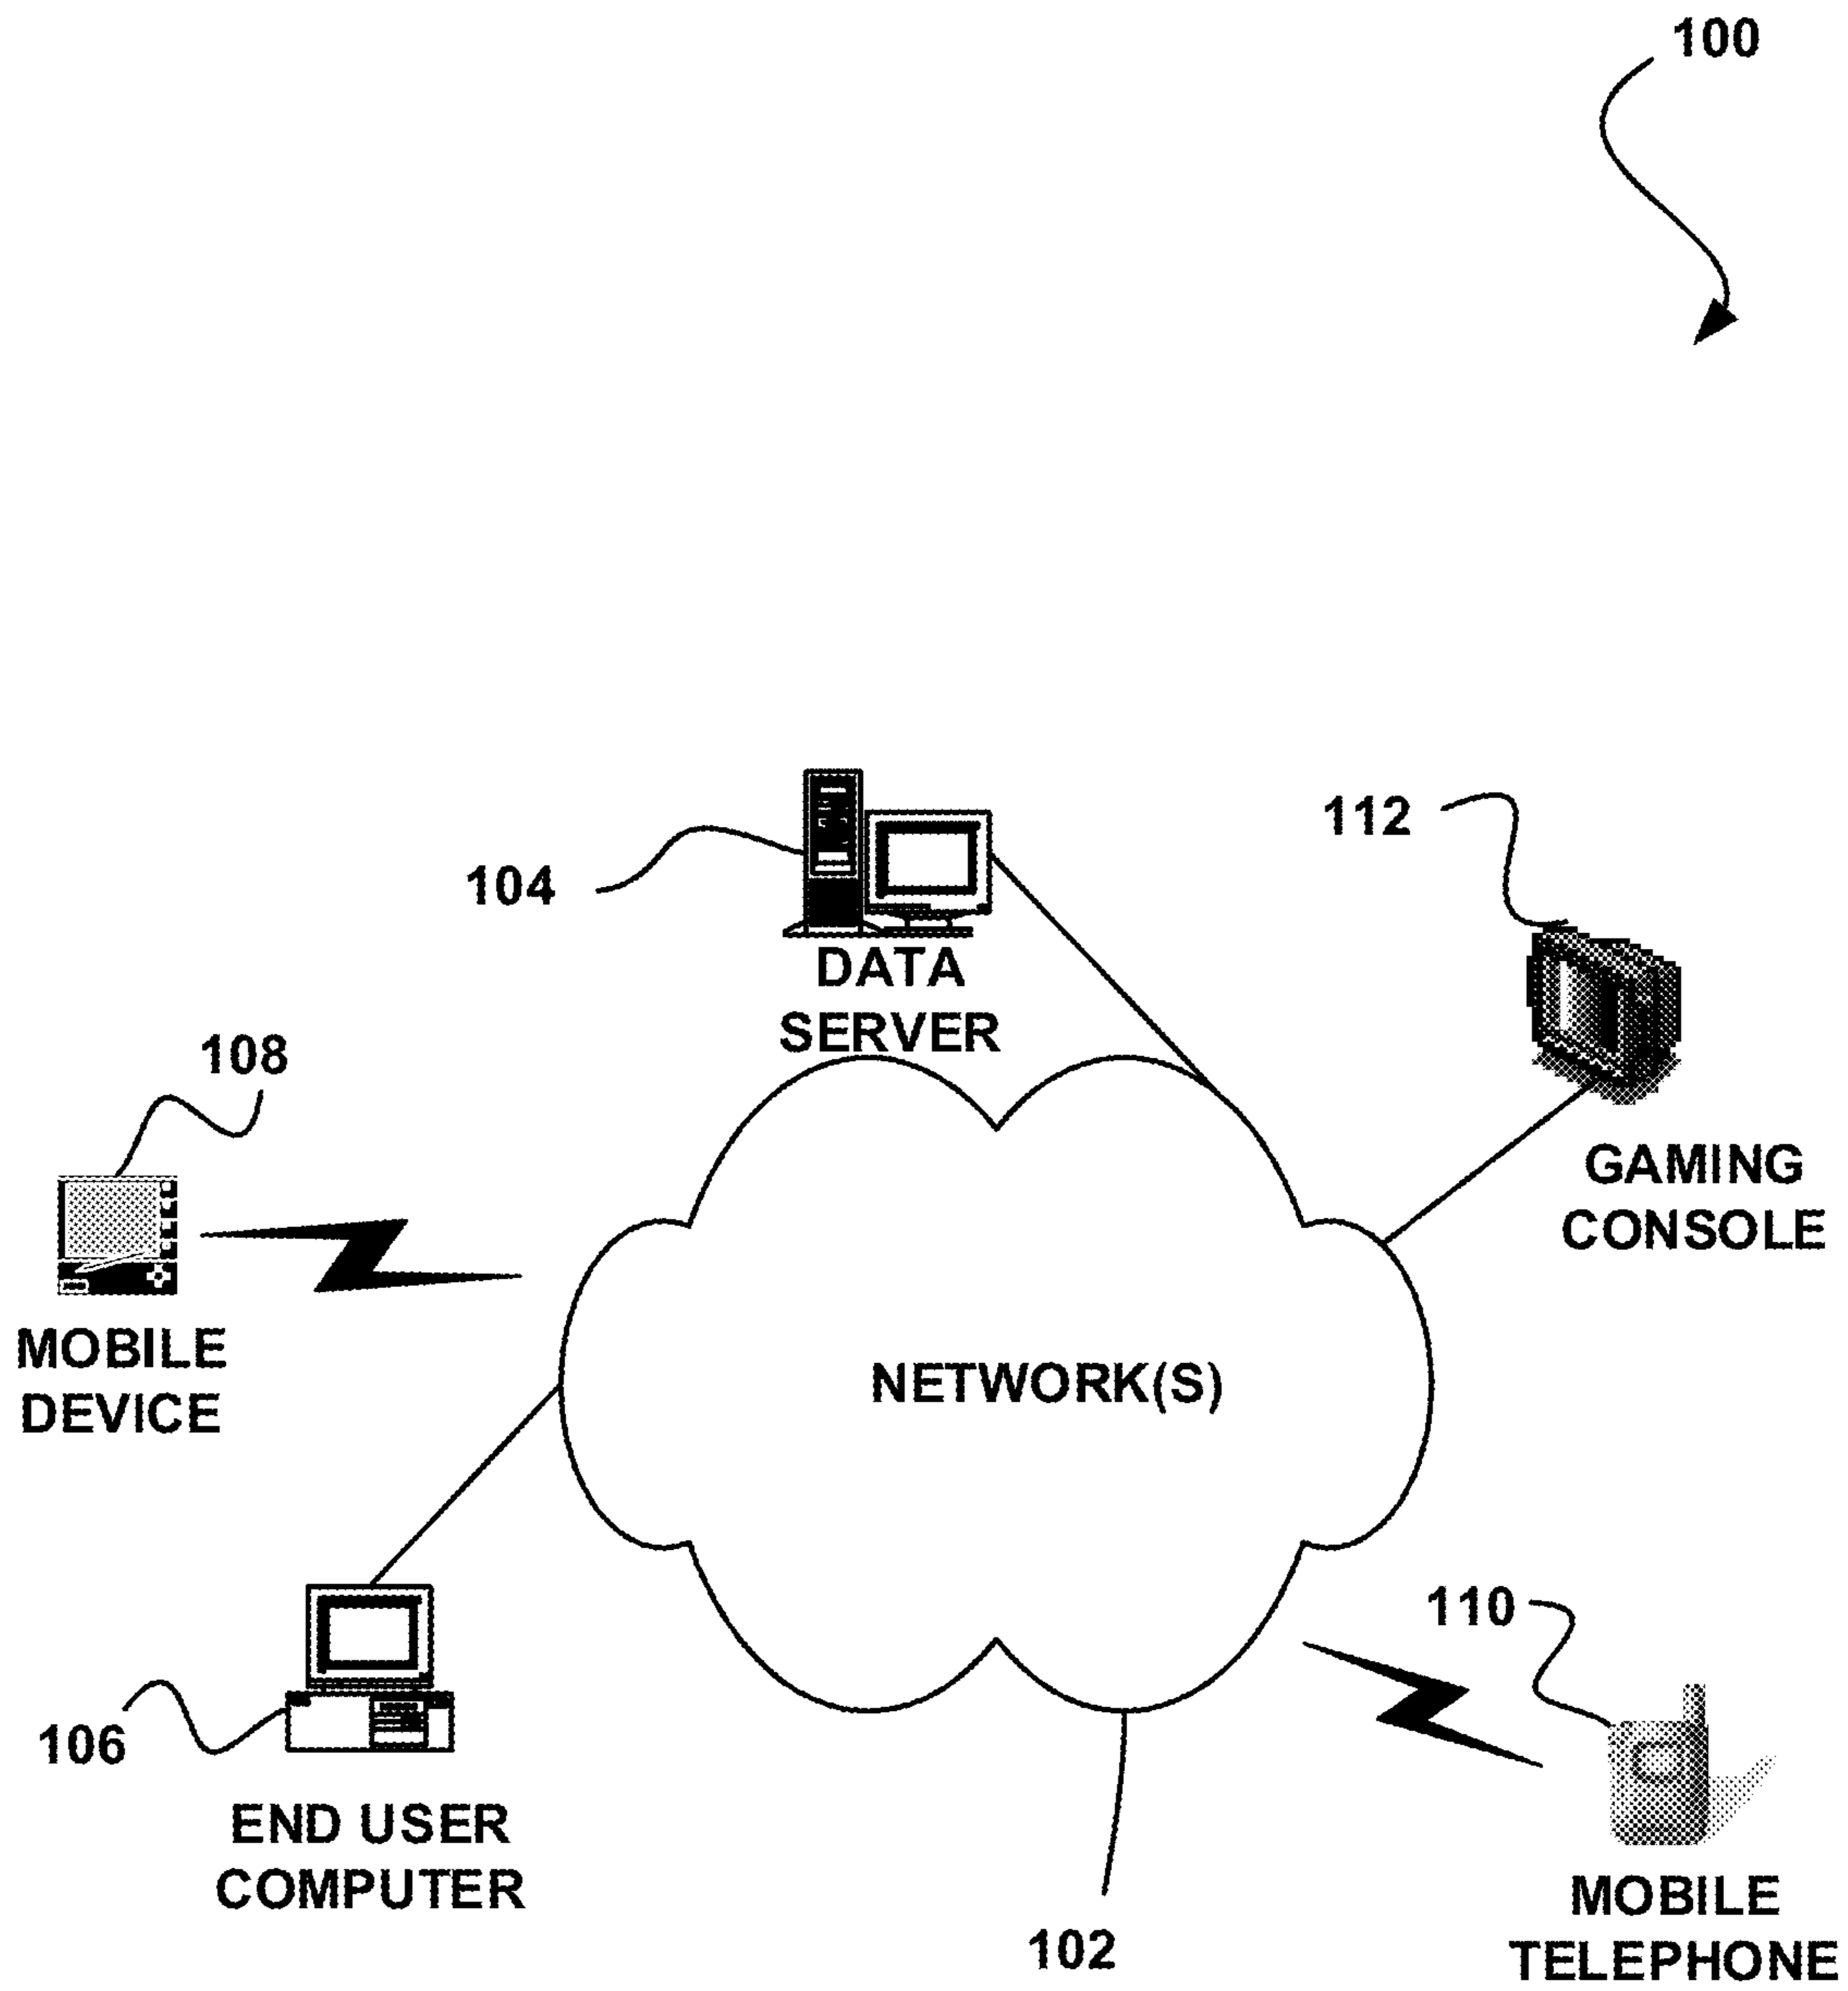 100
112
104
DATA
SERVER
108
GAMING
CONSOLE
MOBILE
DEVICE
NETWORK(S)
110
106
END USER
COMPUTER
MOBILE
TELEPHONE
102